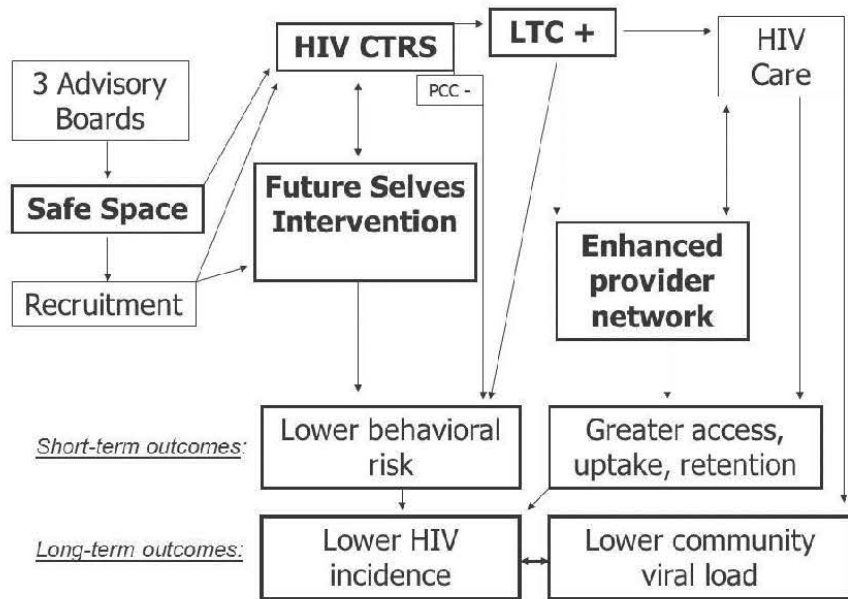 HIV CTRS
LTC +
HIV
Care
3 Advisory
Boards
PCC -
Safe Space
Future Selves
Intervention
Enhanced
provider
network
Recruitment
Short-term outcomes:
Lower behavioral
risk
Greater access,
uptake, retention
Long-term outcomes:
Lower HIV
incidence
Lower community
viral load